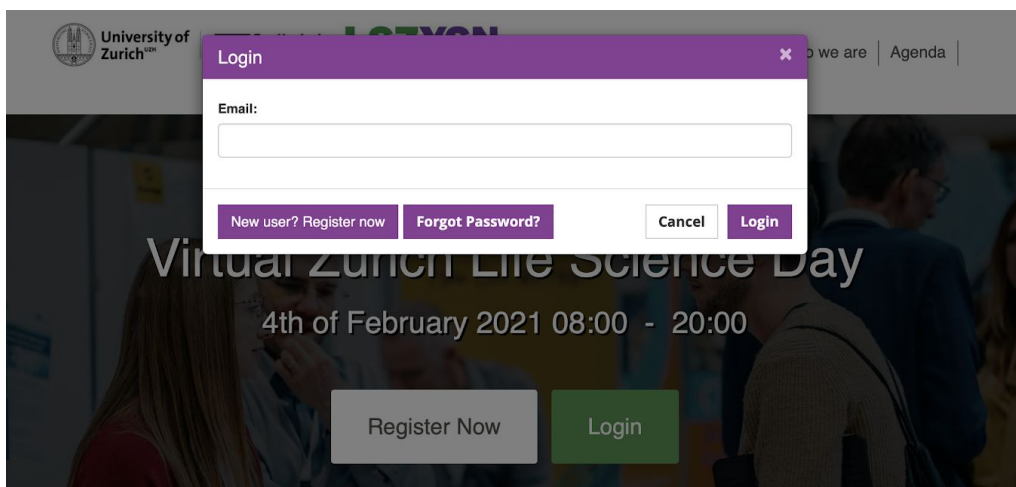 University of
Zurich UZH
Login ×
o we are | Agenda |
Email:
New user? Register now Forgot Password? Cancel Login
Virtual Zurich Life Science Day
4th of February 2021 08:00 - 20:00
Register Now Login